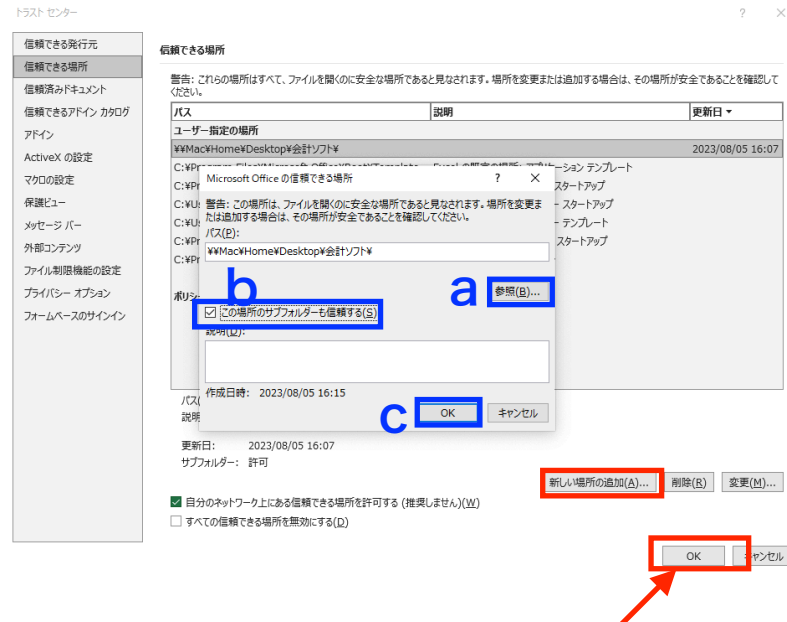 トラスト センター
? ×
信頼できる発行元
信頼できる場所
信頼済みドキュメント
信頼できるアドイン カタログ
アドイン
ActiveX の設定
マクロの設定
保護ビュー
メッセージ バー
外部コンテンツ
ファイル制限機能の設定
プライバシー オプション
フォームベースのサインイン
信頼できる場所
警告: これらの場所はすべて、ファイルを開くのに安全な場所であると見なされます。場所を変更または追加する場合は、その場所が安全であることを確認して
ください。
パス 説明 更新日
ユーザー指定の場所
¥¥Mac¥Home¥Desktop¥会計ソフト¥ 2023/08/05 16:07
テンプレート
C:¥Pr スタートアップ
C:¥U スタートアップ
C:¥U - テンプレート
C:¥Pr スタートアップ
C:¥Pr
Microsoft Office の信頼できる場所 ? ×
警告: この場所は、ファイルを開くのに安全な場所であると見なされます。場所を変更ま
たは追加する場合は、その場所が安全であることを確認してください。
パス(P):
¥¥Mac¥Home¥Desktop¥会計ソフト¥
b a 参照(B)...
この場所のサブフォルダーも信頼する(S)
説明(D):
作成日時: 2023/08/05 16:15
c OK キャンセル
更新日: 2023/08/05 16:07
サブフォルダー: 許可
新しい場所の追加(A)... 削除(R) 変更(M)...
自分のネットワーク上にある信頼できる場所を許可する (推奨しません)(W)
すべての信頼できる場所を無効にする(D)
OK キャンセル